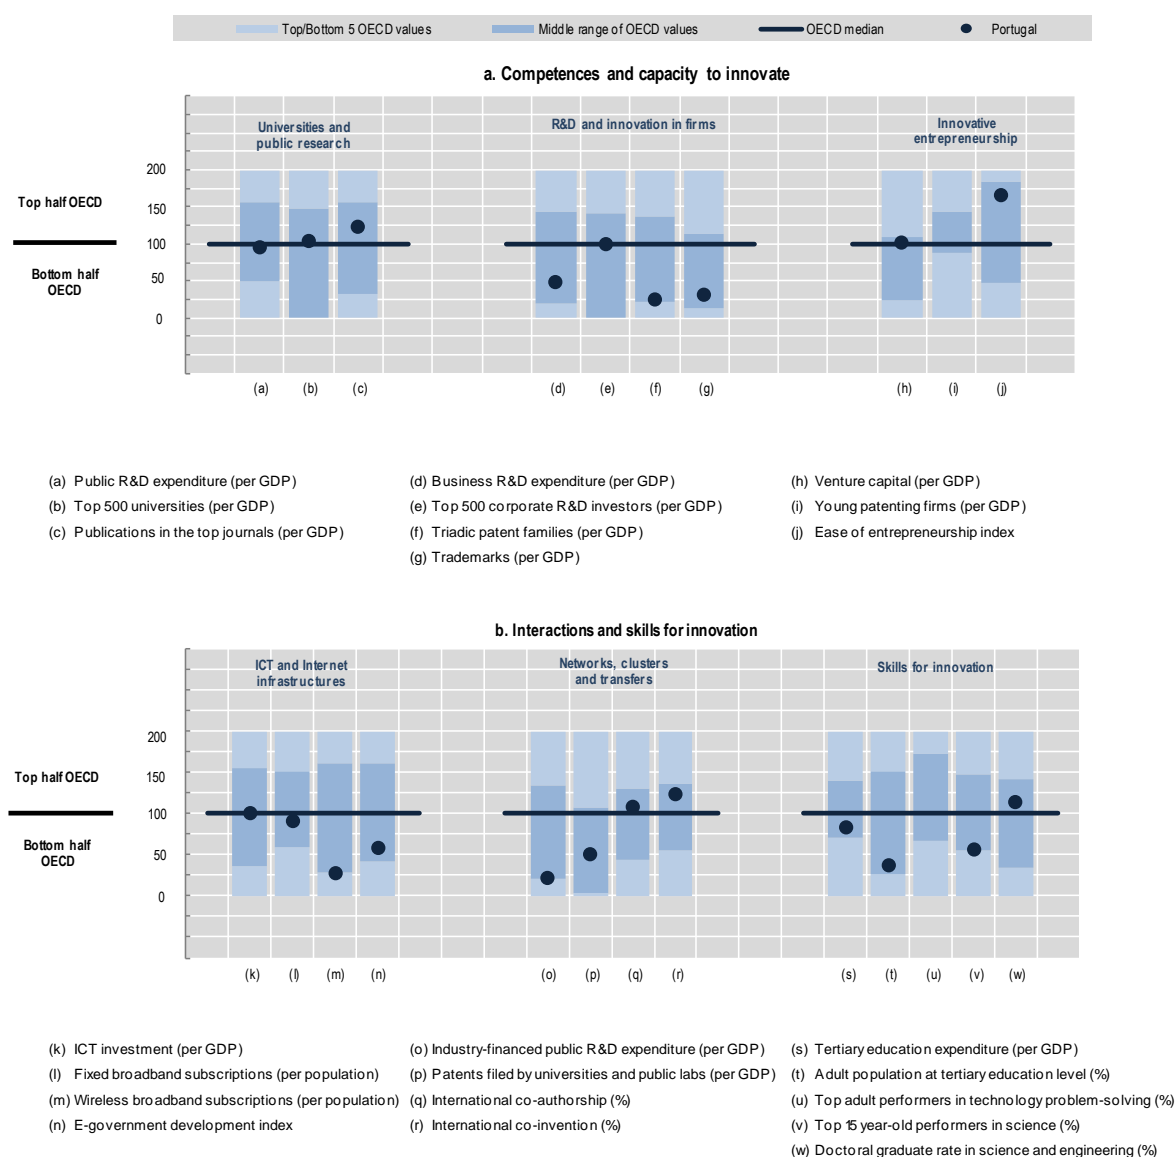 Top/Bottom 5 OECD values Middle range of OECD values OECD median Portugal
a. Competences and capacity to innovate
Universities and
public research
R&D and innovation in firms
Innovative
entrepreneurship
200
Top half OECD
150
100
Bottom half
OECD
50
0
(a) (b) (c) (d) (e) (f) (g) (h) (i) (j)
(a) Public R&D expenditure (per GDP)
(b) Top 500 universities (per GDP)
(c) Publications in the top journals (per GDP)
(d) Business R&D expenditure (per GDP)
(e) Top 500 corporate R&D investors (per GDP)
(f) Triadic patent families (per GDP)
(g) Trademarks (per GDP)
(h) Venture capital (per GDP)
(i) Young patenting firms (per GDP)
(j) Ease of entrepreneurship index
b. Interactions and skills for innovation
ICT and Internet
infrastructures
Networks, clusters
and transfers
Skills for innovation
200
Top half OECD
150
100
Bottom half
OECD
50
0
(k) (l) (m) (n) (o) (p) (q) (r) (s) (t) (u) (v) (w)
(k) ICT investment (per GDP)
(l) Fixed broadband subscriptions (per population)
(m) Wireless broadband subscriptions (per population)
(n) E-government development index
(o) Industry-financed public R&D expenditure (per GDP)
(p) Patents filed by universities and public labs (per GDP)
(q) International co-authorship (%)
(r) International co-invention (%)
(s) Tertiary education expenditure (per GDP)
(t) Adult population at tertiary education level (%)
(u) Top adult performers in technology problem-solving (%)
(v) Top 15 year-old performers in science (%)
(w) Doctoral graduate rate in science and engineering (%)